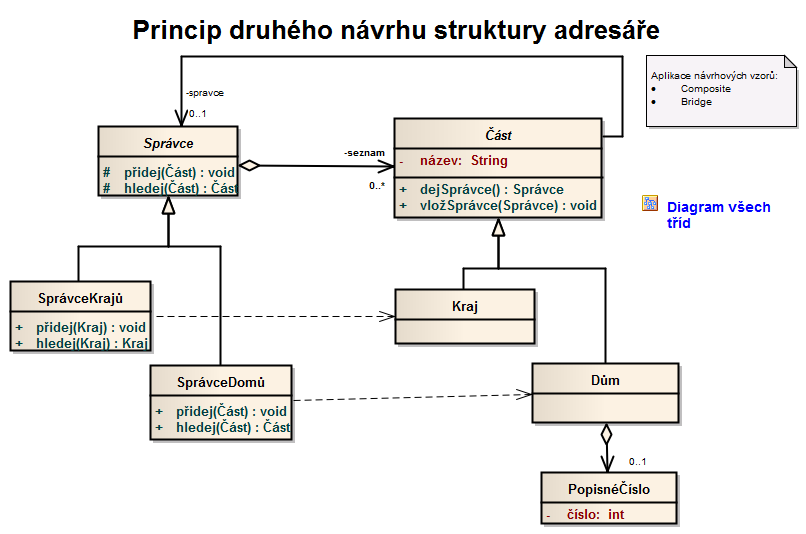 Princip druhého návrhu struktury adresáře
Aplikace návrhových vzorů:
• Composite
• Bridge
-spravce
0..1
Správce
# přidej(Část) : void
# hledej(Část) : Část
-seznam
0..*
Část
- název: String
+ dejSprávce() : Správce
+ vložSprávce(Správce) : void
Diagram všech
tříd
SprávceKrajů
+ přidej(Kraj) : void
+ hledej(Kraj) : Kraj
Kraj
SprávceDomů
+ přidej(Část) : void
+ hledej(Část) : Část
Dům
0..1
PopisnéČíslo
- číslo: int